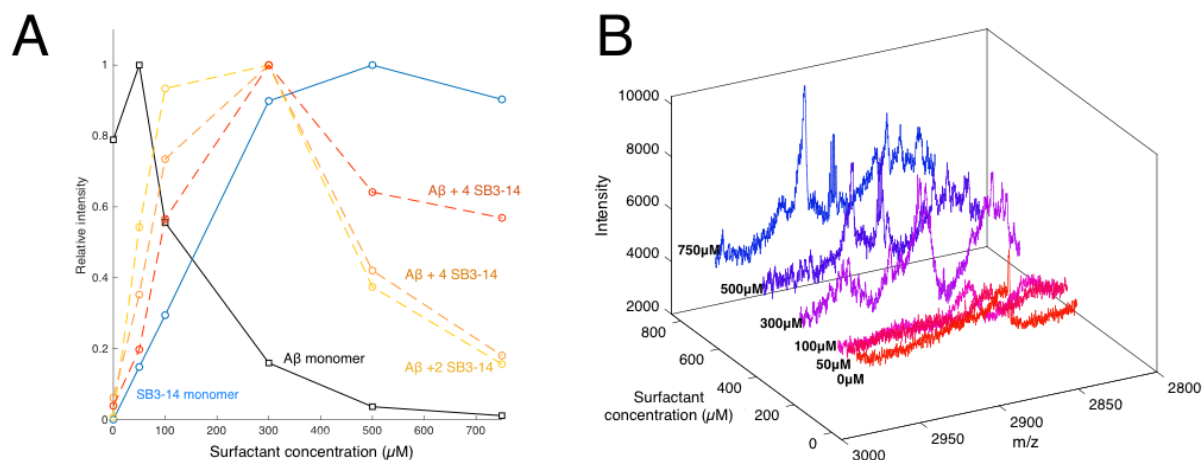 A
1
0.8
0.6
0.4
0.2
0
Relative intensity
0
100
200
300
400
500
600
700
Surfactant concentration (µM)
Aβ + 4 SB3-14
Aβ + 4 SB3-14
Aβ monomer
Aβ +2 SB3-14
SB3-14 monomer
B
10000
8000
6000
4000
2000
Intensity
750µM
500µM
300µM
100µM
50µM
0µM
800
600
400
200
0
Surfactant
concentration (µM)
3000
2950
2900
2850
2800
m/z